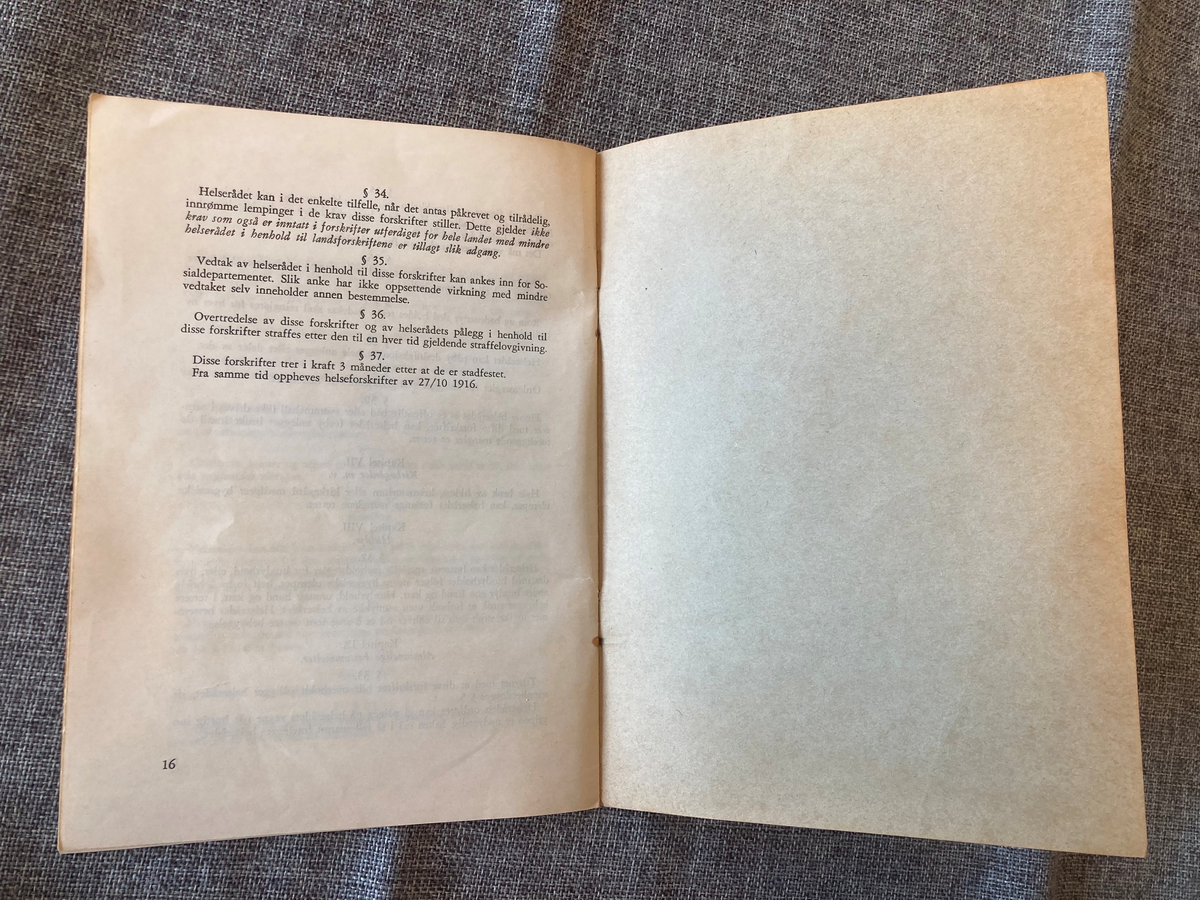 § 34.
Helserådet kan i det enkelte tilfelle, når det antas påkrevet og tilrådelig,
innrømme lempinger i de krav disse forskrifter stiller. Dette gjelder ikke
krav som også er inntatt i forskrifter utferdiget for hele landet med mindre
helserådet i henhold til landsforskriftene er tillagt slik adgang.
§ 35.
Vedtak av helserådet i henhold til disse forskrifter kan ankes inn for So-
sialdepartementet. Slik anke har ikke oppsettende virkning med mindre
vedtaket selv inneholder annen bestemmelse.
§ 36.
Overtredelse av disse forskrifter og av helserådets pålegg i henhold til
disse forskrifter straffes etter den til en hver tid gjeldende straffelovgivning.
§ 37.
Disse forskrifter trer i kraft 3 måneder etter at de er stadfestet.
Fra samme tid oppheves helseforskrifter av 27/10 1916.
16